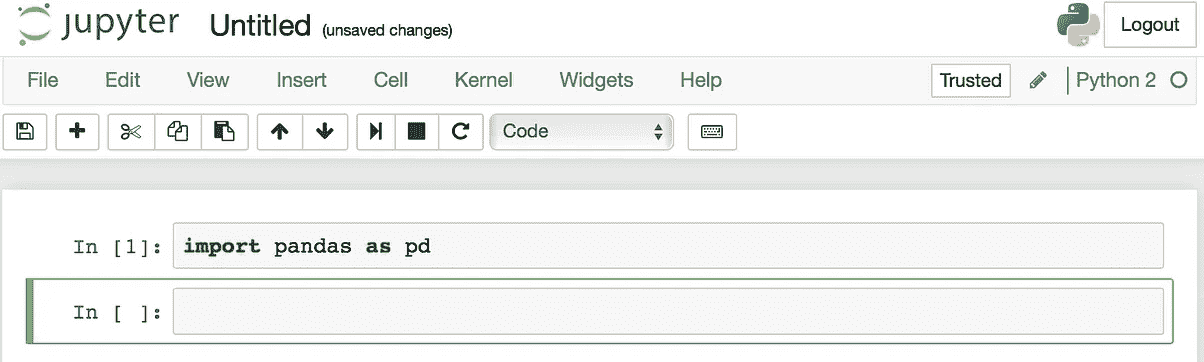 jupyter Untitled (unsaved changes) Logout
File Edit View Insert Cell Kernel Widgets Help Trusted Python 2
Code
In [1]: import pandas as pd
In [ ]: